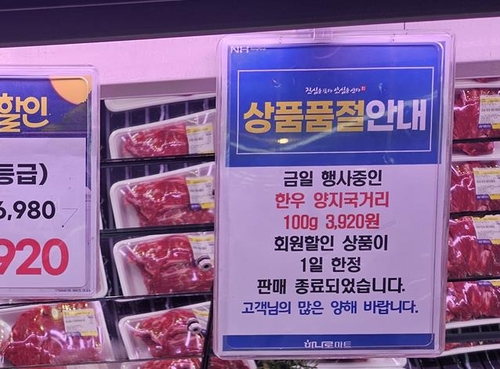 할인
등급)
6,980
920
NH
상품품절안내
금일 행사중인
한우 양지국거리
100g 3,920원
회원할인 상품이
1일 한정
판매 종료되었습니다.
고객님의 많은 양해 바랍니다.
하나로마트